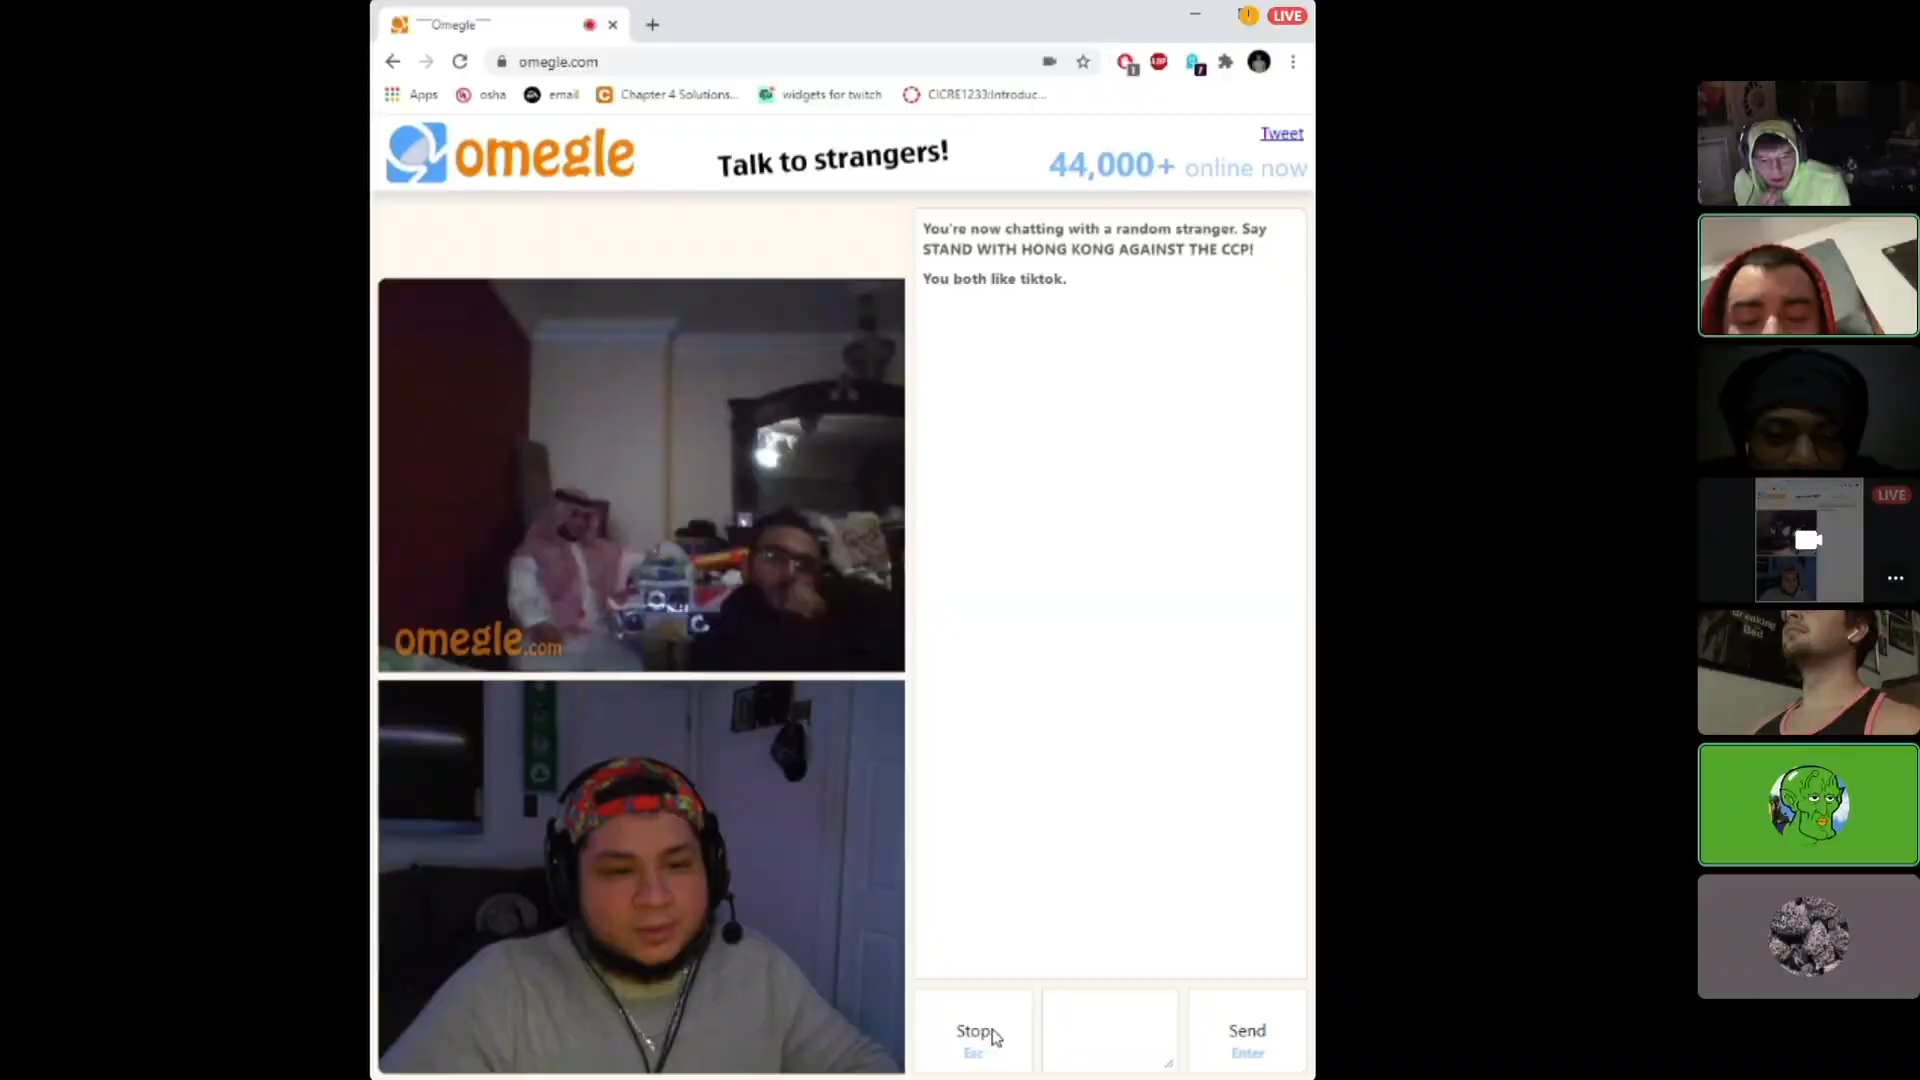 Omegle
LIVE
omegle.com
Apps
osha
email
Chapter 4 Solutions...
widgets for twitch
CICRE1233:Introduc...
omegle
Talk to strangers!
Tweet
44,000+ online now
You're now chatting with a random stranger. Say
STAND WITH HONG KONG AGAINST THE CCP!
You both like tiktok.
omegle.com
Stop
Esc
Send
Enter
LIVE
Breaking
Bad